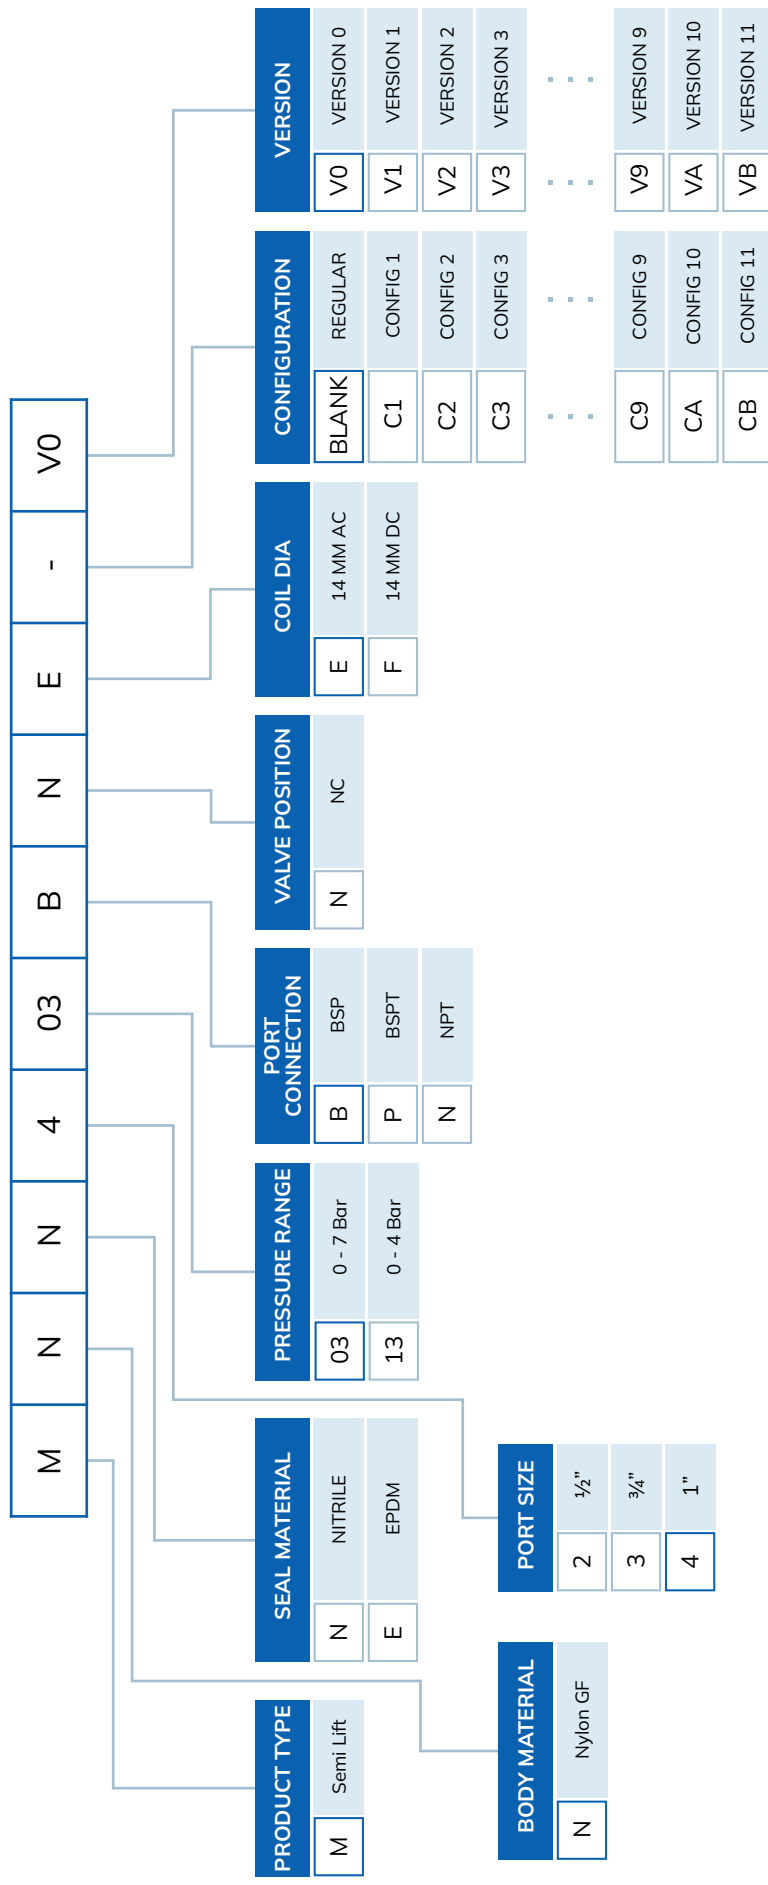 M N N 4 03 B N E - V0
PRODUCT TYPE
M Semi Lift
BODY MATERIAL
N Nylon GF
SEAL MATERIAL
N NITRILE
E EPDM
PORT SIZE
2 ½”
3 ¾”
4 1”
PRESSURE RANGE
03 0 - 7 Bar
13 0 - 4 Bar
PORT
CONNECTION
B BSP
P BSPT
N NPT
VALVE POSITION
N NC
COIL DIA
E 14 MM AC
F 14 MM DC
CONFIGURATION
BLANK REGULAR
C1 CONFIG 1
C2 CONFIG 2
C3 CONFIG 3
. . . . . .
C9 CONFIG 9
CA CONFIG 10
CB CONFIG 11
VERSION
V0 VERSION 0
V1 VERSION 1
V2 VERSION 2
V3 VERSION 3
. . . . . .
V9 VERSION 9
VA VERSION 10
VB VERSION 11